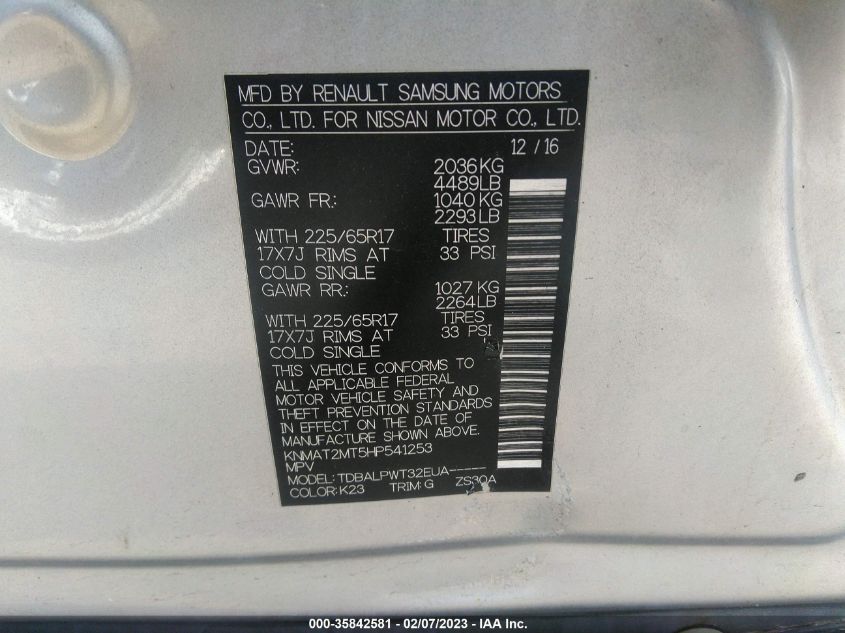 MFD BY RENAULT SAMSUNG MOTORS
CO., LTD. FOR NISSAN MOTOR CO., LTD.
DATE: 12 / 16
GVWR: 2036 KG
4489LB
GAWR FR.: 1040 KG
2293 LB
WITH 225/65R17 TIRES
17X7J RIMS AT 33 PSI
COLD SINGLE
GAWR RR.: 1027 KG
2264LB
WITH 225/65R17 TIRES
17X7J RIMS AT 33 PSI
COLD SINGLE
THIS VEHICLE CONFORMS TO
ALL APPLICABLE FEDERAL
MOTOR VEHICLE SAFETY AND
THEFT PREVENTION STANDARDS
IN EFFECT ON THE DATE OF
MANUFACTURE SHOWN ABOVE.
KNMAT2MT5HP541253
MPV
MODEL: TDBALPWT32EUA-----
COLOR: K23 TRIM: G ZS30A
000-35842581 - 02/07/2023 - © IAA Inc.